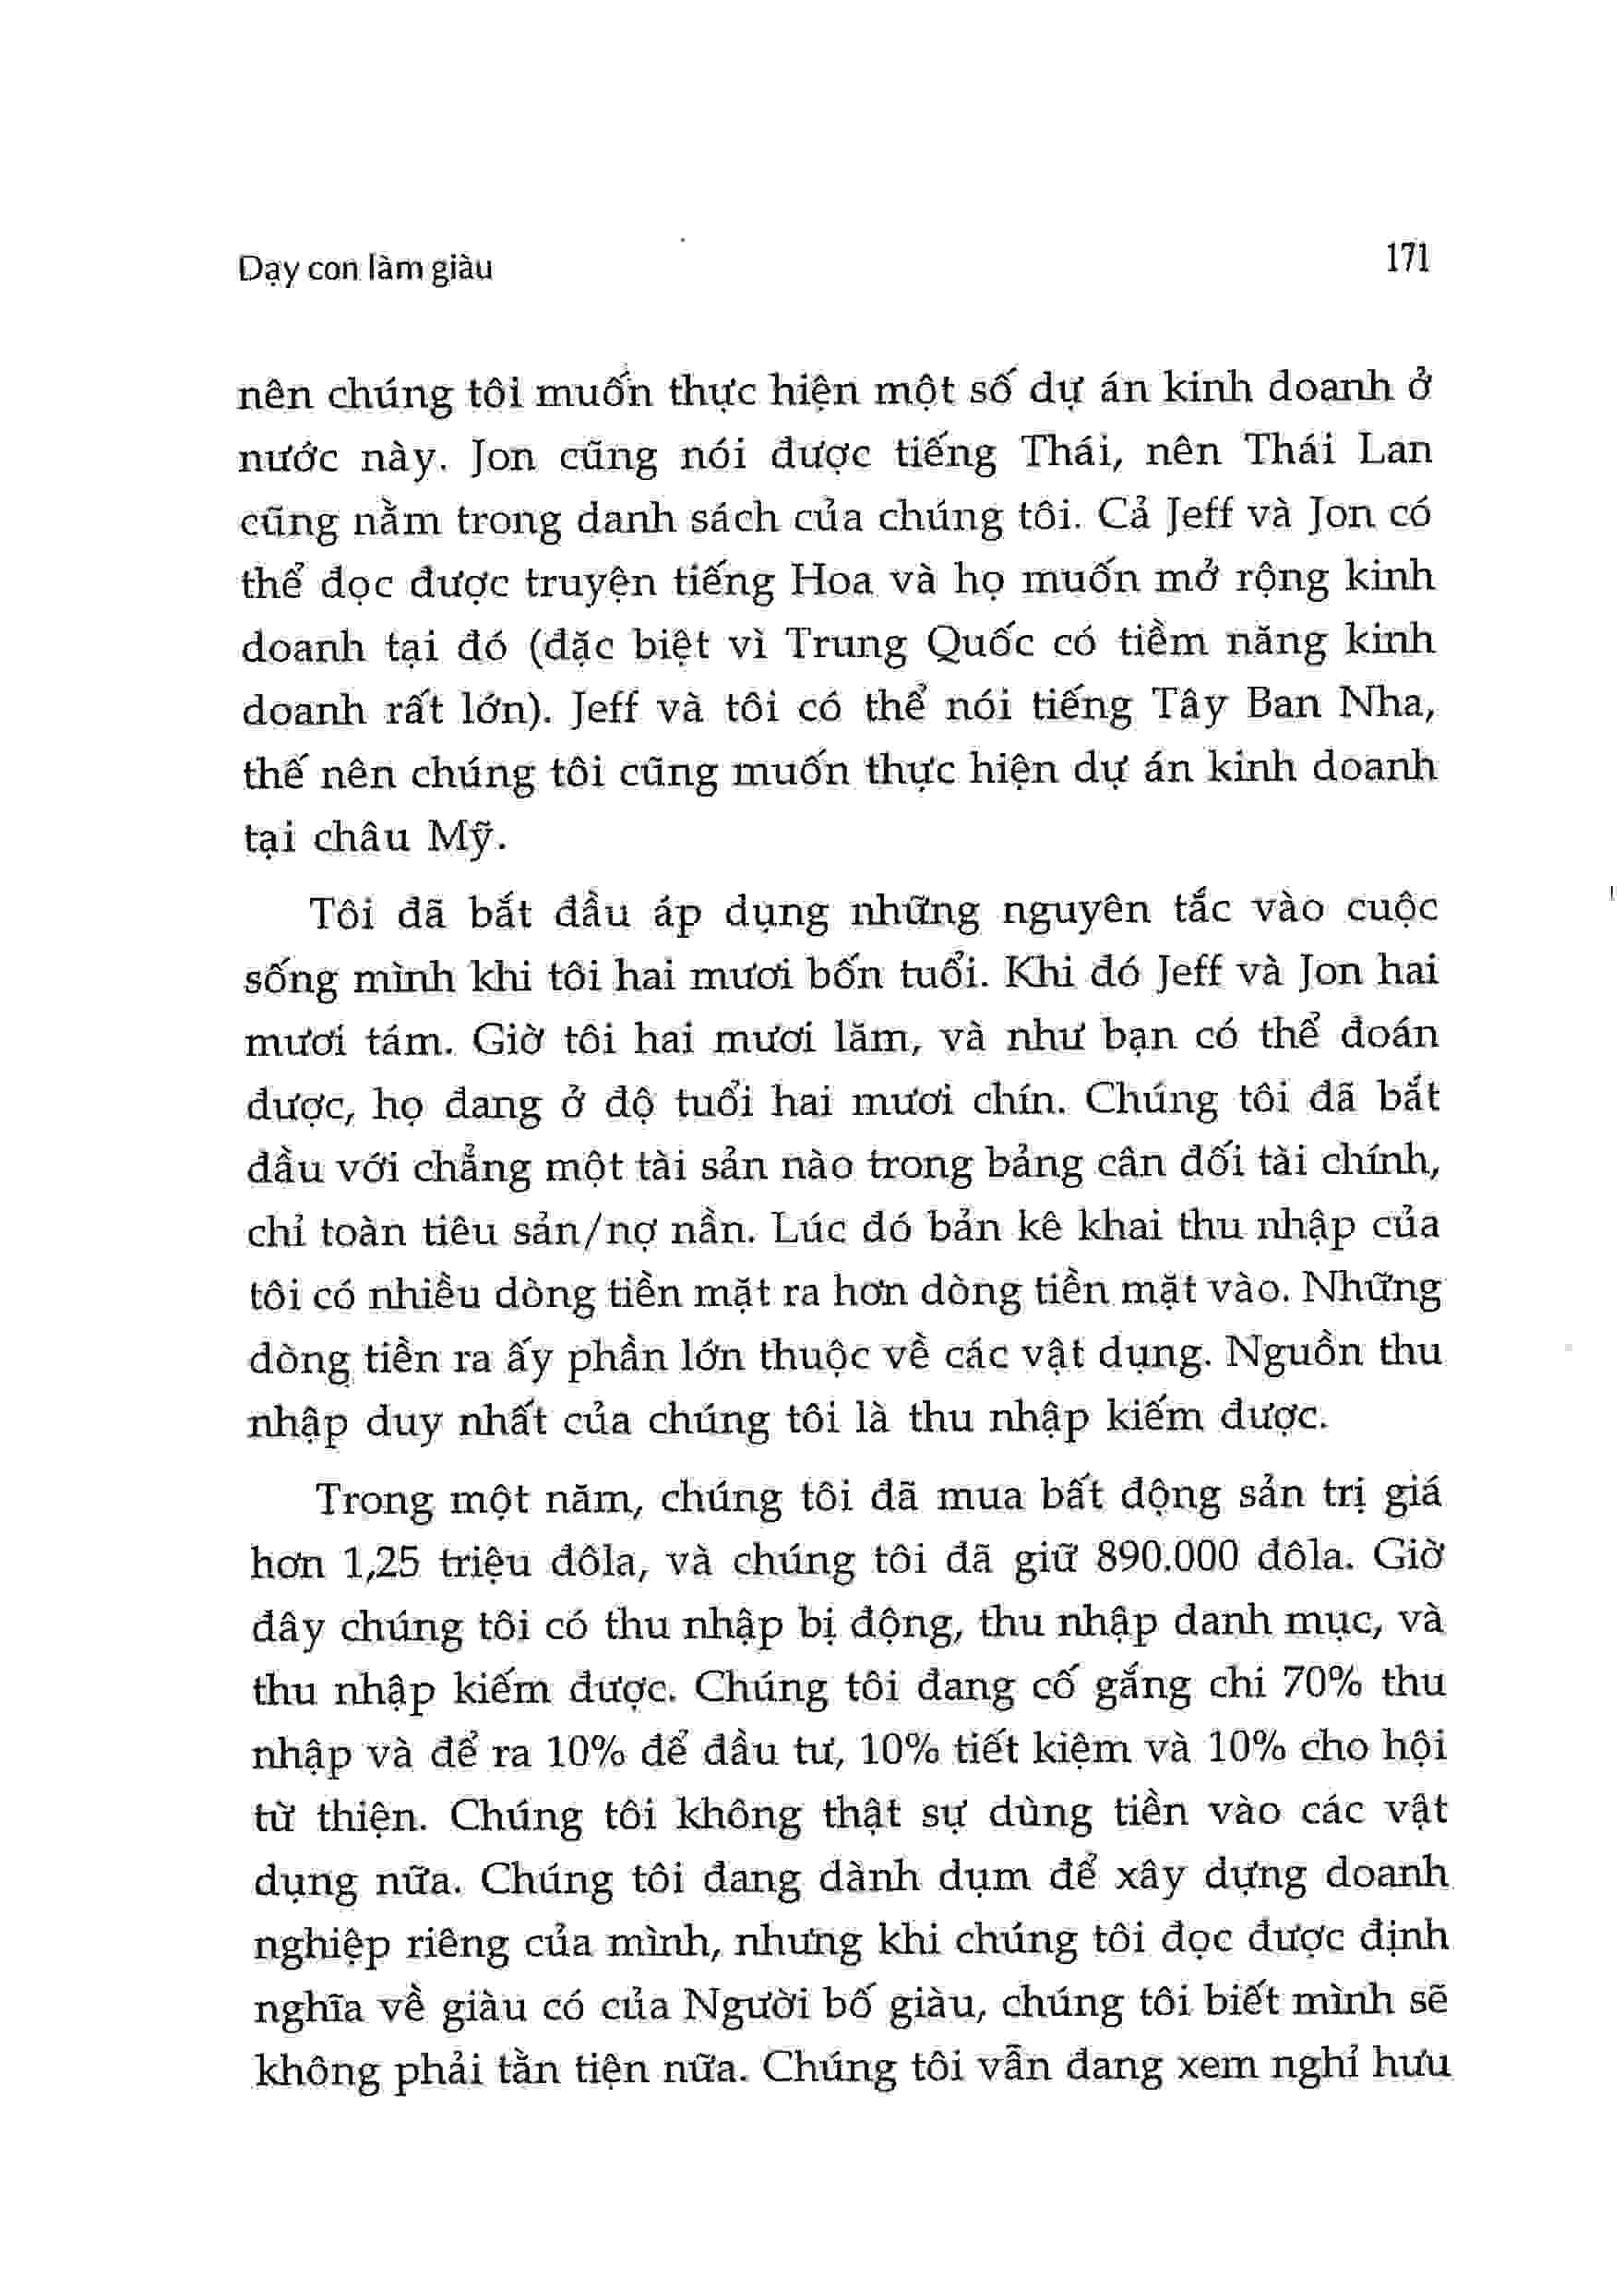 Dạy con làm giàu
171
nên chúng tôi muốn thực hiện một số dự án kinh doanh ở
nước này. Jon cũng nói được tiếng Thái, nên Thái Lan
cũng nằm trong danh sách của chúng tôi. Cả Jeff và Jon có
thể đọc được truyện tiếng Hoa và họ muốn mở rộng kinh
doanh tại đó (đặc biệt vì Trung Quốc có tiềm năng kinh
doanh rất lớn). Jeff và tôi có thể nói tiếng Tây Ban Nha,
thế nên chúng tôi cũng muốn thực hiện dự án kinh doanh
tại châu Mỹ.
Tôi đã bắt đầu áp dụng những nguyên tắc vào cuộc
sống mình khi tôi hai mươi bốn tuổi. Khi đó Jeff và Jon hai
mươi tám. Giờ tôi hai mươi lăm, và như bạn có thể đoán
được, họ đang ở độ tuổi hai mươi chín. Chúng tôi đã bắt
đầu với chẳng một tài sản nào trong bảng cân đối tài chính,
chỉ toàn tiêu sản/nợ nần. Lúc đó bản kê khai thu nhập của
tôi có nhiều dòng tiền mặt ra hơn dòng tiền mặt vào. Những
dòng tiền ra ấy phần lớn thuộc về các vật dụng. Nguồn thu
nhập duy nhất của chúng tôi là thu nhập kiếm được.
Trong một năm, chúng tôi đã mua bất động sản trị giá
hơn 1,25 triệu đôla, và chúng tôi đã giữ 890.000 đôla. Giờ
đây chúng tôi có thu nhập bị động, thu nhập danh mục, và
thu nhập kiếm được. Chúng tôi đang cố gắng chi 70% thu
nhập và để ra 10% để đầu tư, 10% tiết kiệm và 10% cho hội
từ thiện. Chúng tôi không thật sự dùng tiền vào các vật
dụng nữa. Chúng tôi đang dành dụm để xây dựng doanh
nghiệp riêng của mình, nhưng khi chúng tôi đọc được định
nghĩa về giàu có của Người bố giàu, chúng tôi biết mình sẽ
không phải tằn tiện nữa. Chúng tôi vẫn đang xem nghỉ hưu